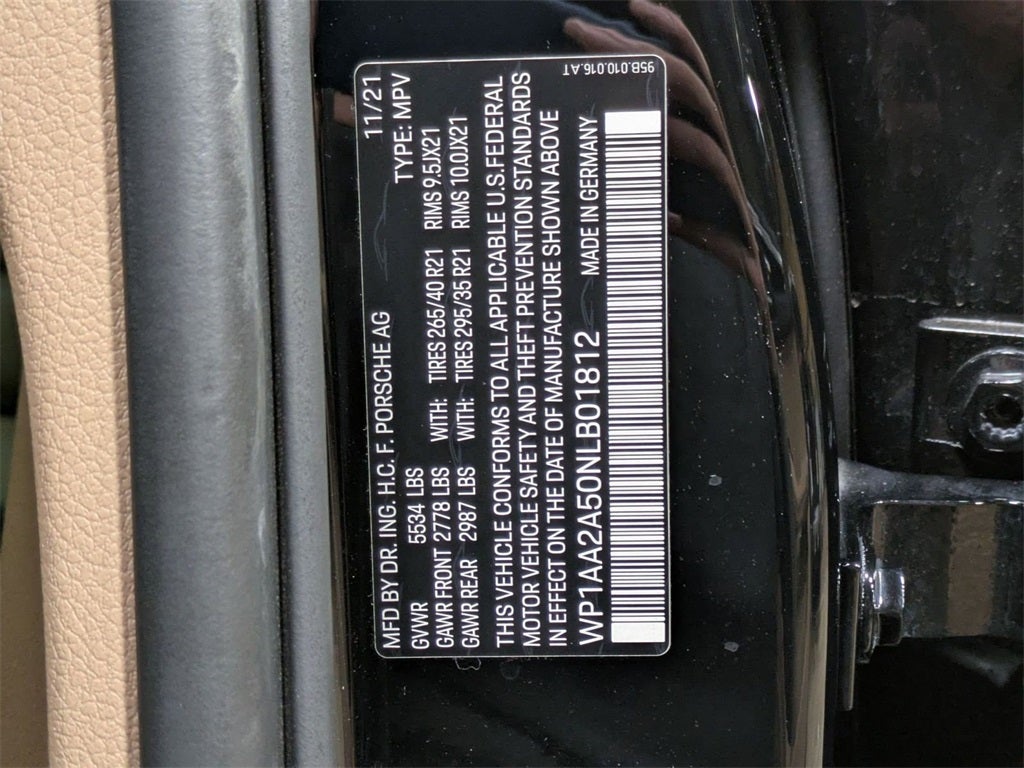 MFD BY DR. ING. H.C. F. PORSCHE AG 11/21
GVWR 5534 LBS TYPE: MPV
GAWR FRONT 2778 LBS WITH: TIRES 265/40 R21 RIMS 9.5JX21
GAWR REAR 2987 LBS WITH: TIRES 295/35 R21 RIMS 10.0JX21
THIS VEHICLE CONFORMS TO ALL APPLICABLE U.S. FEDERAL
MOTOR VEHICLE SAFETY AND THEFT PREVENTION STANDARDS
IN EFFECT ON THE DATE OF MANUFACTURE SHOWN ABOVE
WP1AA2A50NLB01812 MADE IN GERMANY
95B.010.016.AT